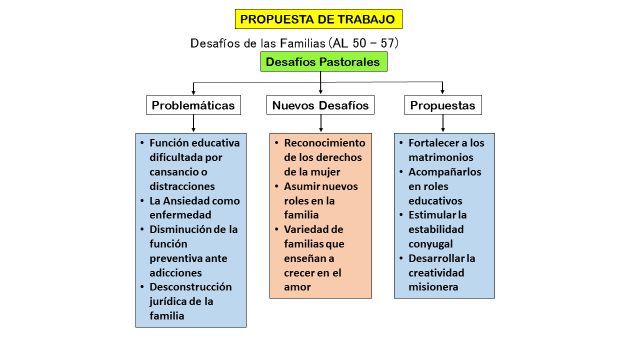 PROPUESTA DE TRABAJO
Desafíos de las Familias (AL 50 – 57)
Desafíos Pastorales
Problemáticas
Nuevos Desafíos
Propuestas
• Función educativa
dificultada por
cansancio o
distracciones
• La Ansiedad como
enfermedad
• Disminución de la
función
preventiva ante
adicciones
• Desconstrucción
jurídica de la
familia
• Reconocimiento
de los derechos
de la mujer
• Asumir nuevos
roles en la
familia
• Variedad de
familias que
enseñan a
crecer en el
amor
• Fortalecer a los
matrimonios
• Acompañarlos
en roles
educativos
• Estimular la
estabilidad
conyugal
• Desarrollar la
creatividad
misionera